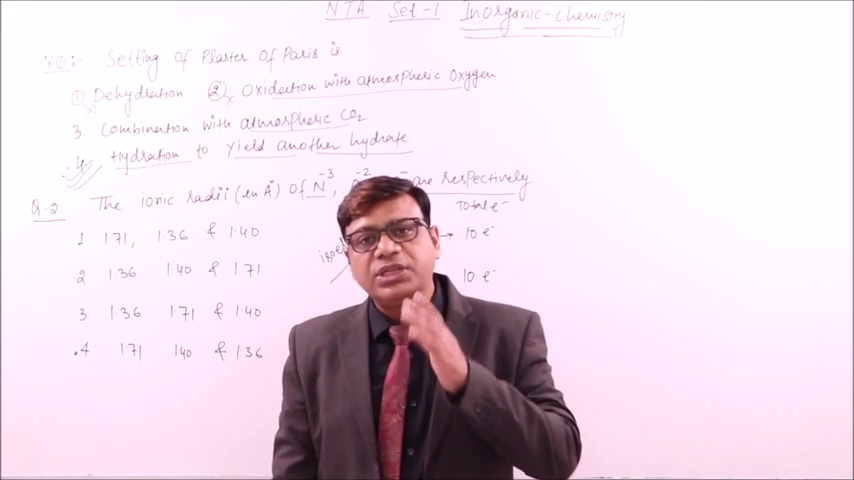 NTA Set-1 Inorganic-chemistry
Setting of Plaster of Paris is
① Dehydration ② Oxidation with atmospheric Oxygen
3 Combination with atmospheric CO₂
4 Hydration to yield another hydrate
Q.2 The ionic radii (in A°) of N⁻³, ⁻² are respectively
Total e⁻
1 1.71, 1.36 & 1.40 → 10 e⁻
2 1.36 1.40 & 1.71 10 e⁻
3. 1.36 1.71 & 1.40
.4 1.71 1.40 & 1.36